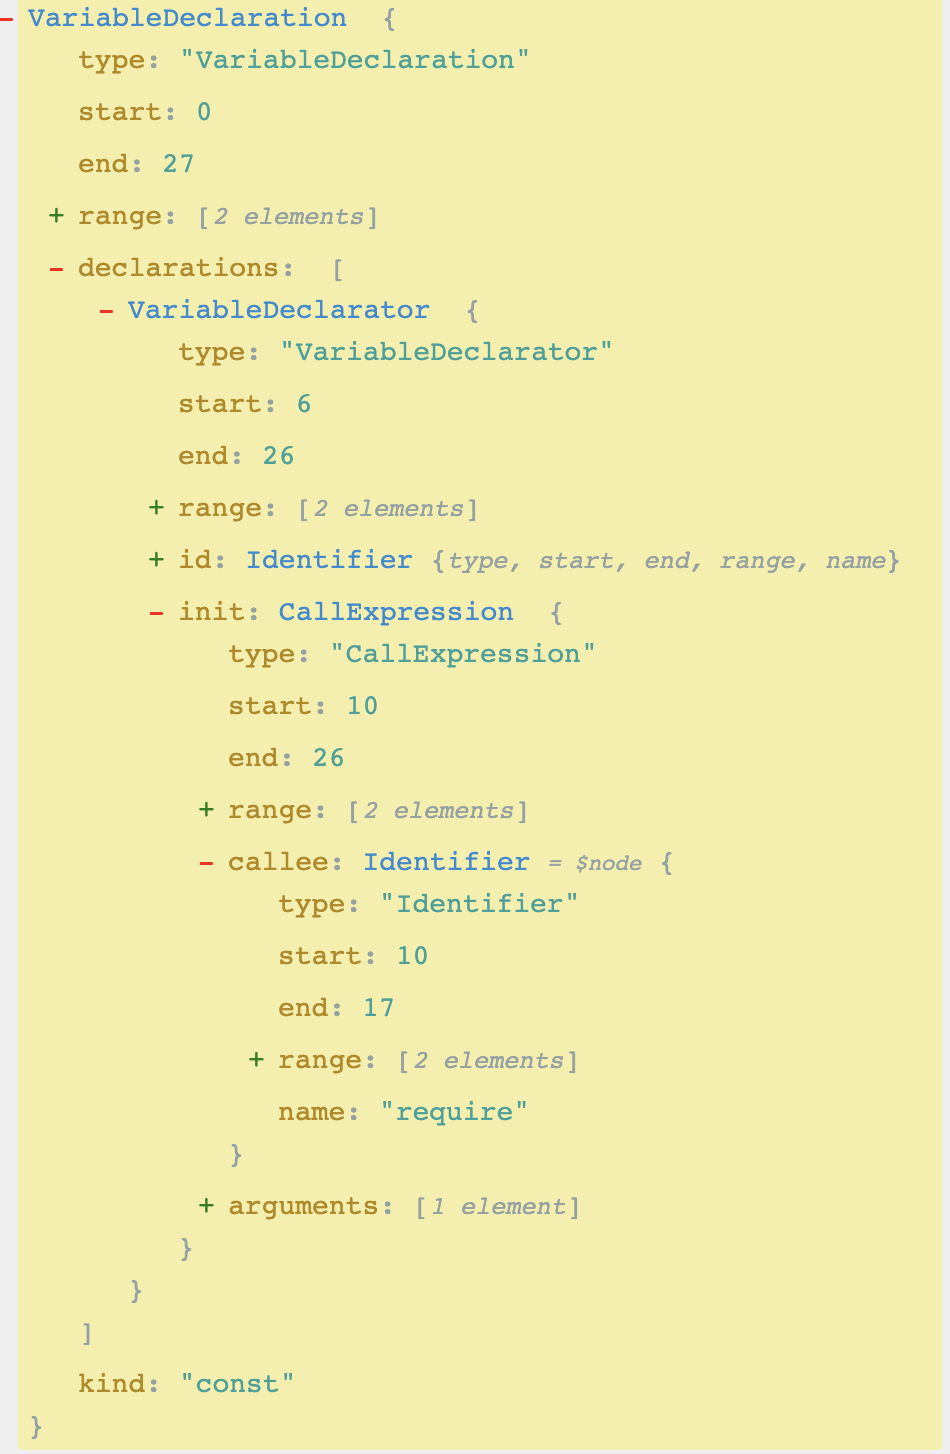 - VariableDeclaration {
type: "VariableDeclaration"
start: 0
end: 27
+ range: [2 elements]
- declarations: [
- VariableDeclarator {
type: "VariableDeclarator"
start: 6
end: 26
+ range: [2 elements]
+ id: Identifier {type, start, end, range, name}
- init: CallExpression {
type: "CallExpression"
start: 10
end: 26
+ range: [2 elements]
- callee: Identifier = $node {
type: "Identifier"
start: 10
end: 17
+ range: [2 elements]
name: "require"
}
+ arguments: [1 element]
}
}
]
kind: "const"
}